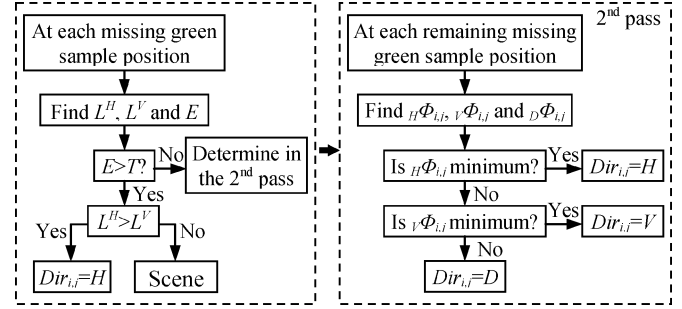 At each missing green
sample position
Find L^H, L^V and E
E>T?
No
Determine in
the 2nd pass
Yes
L^H>L^V
Yes
No
Dir_i,j=H
Scene
2nd pass
At each remaining missing
green sample position
Find _HΦ_i,j, _VΦ_i,j and _DΦ_i,j
Is _HΦ_i,j minimum?
Yes
Dir_i,j=H
No
Is _VΦ_i,j minimum?
Yes
Dir_i,j=V
No
Dir_i,j=D